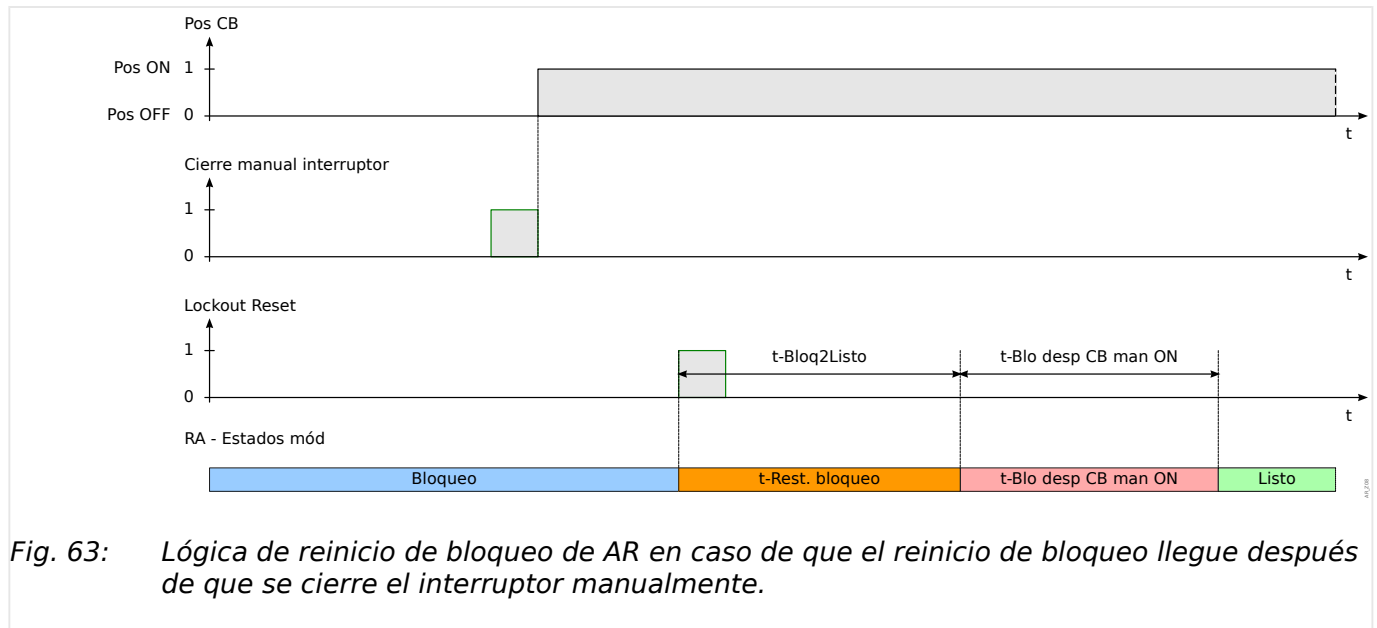 Pos CB
Pos ON 1
Pos OFF 0
t
Cierre manual interruptor
1
0
t
Lockout Reset
1
t-Bloq2Listo
t-Blo desp CB man ON
0
t
RA - Estados mód
Bloqueo
t-Rest. bloqueo
t-Blo desp CB man ON
Listo
Fig. 63: Lógica de reinicio de bloqueo de AR en caso de que el reinicio de bloqueo llegue después
de que se cierre el interruptor manualmente.